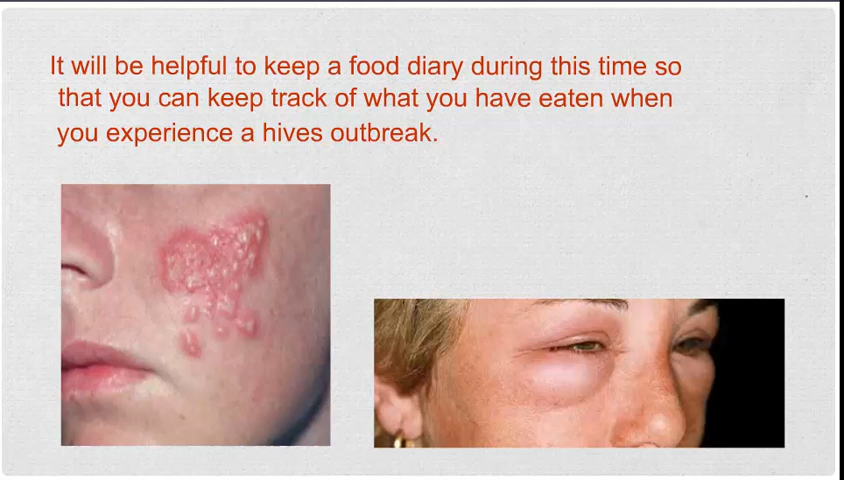 It will be helpful to keep a food diary during this time so
that you can keep track of what you have eaten when
you experience a hives outbreak.